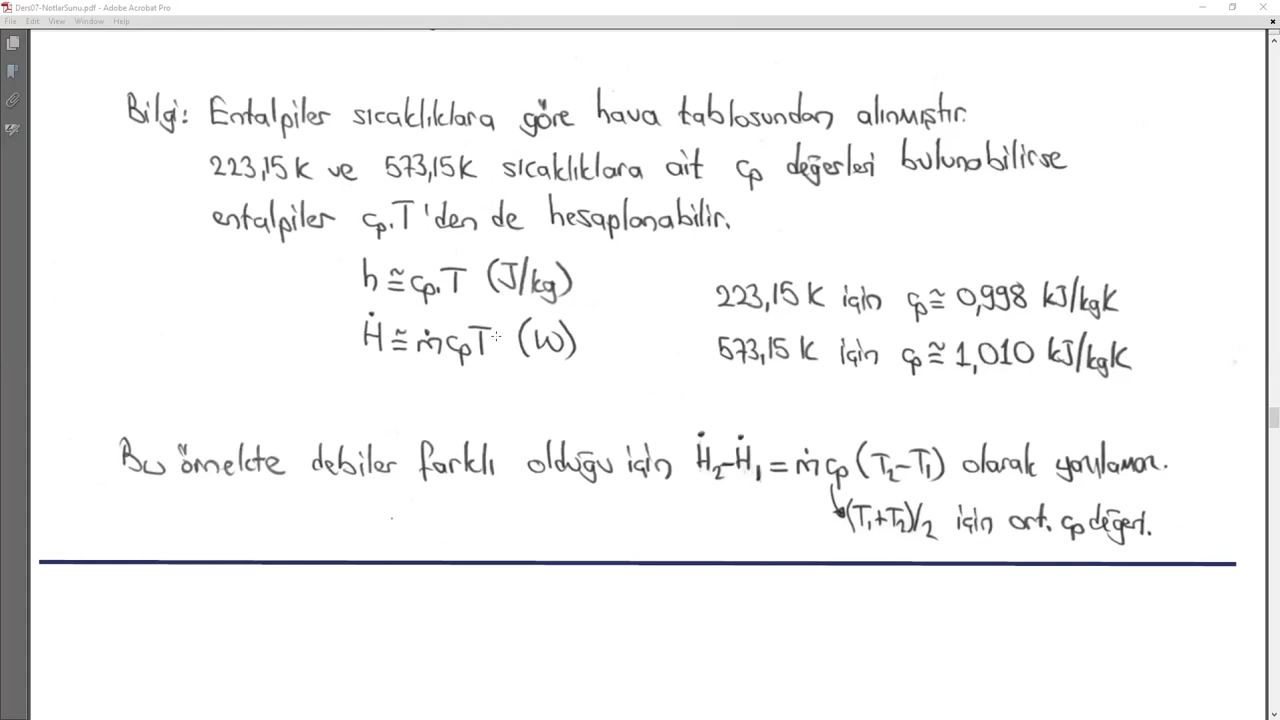 Ders07-NotlarSunu.pdf - Adobe Acrobat Pro
File Edit View Window Help
Bilgi: Entalpiler sıcaklıklara göre hava tablosundan alınmıştır.
223,15 K ve 573,15 K sıcaklıklara ait cp değerleri bulunabilirse
entalpiler cp.T'den de hesaplanabilir.
h ≅ cp.T (J/kg)
Ḣ ≅ ṁcpT (W)
223,15 K için cp ≅ 0,998 kJ/kgK
573,15 K için cp ≅ 1,010 kJ/kgK
Bu örnekte debiler farklı olduğu için Ḣ₂-Ḣ₁ = ṁcp (T₂-T₁) olarak yazılamaz.
(T₁+T₂)/2 için ort. cp değeri.